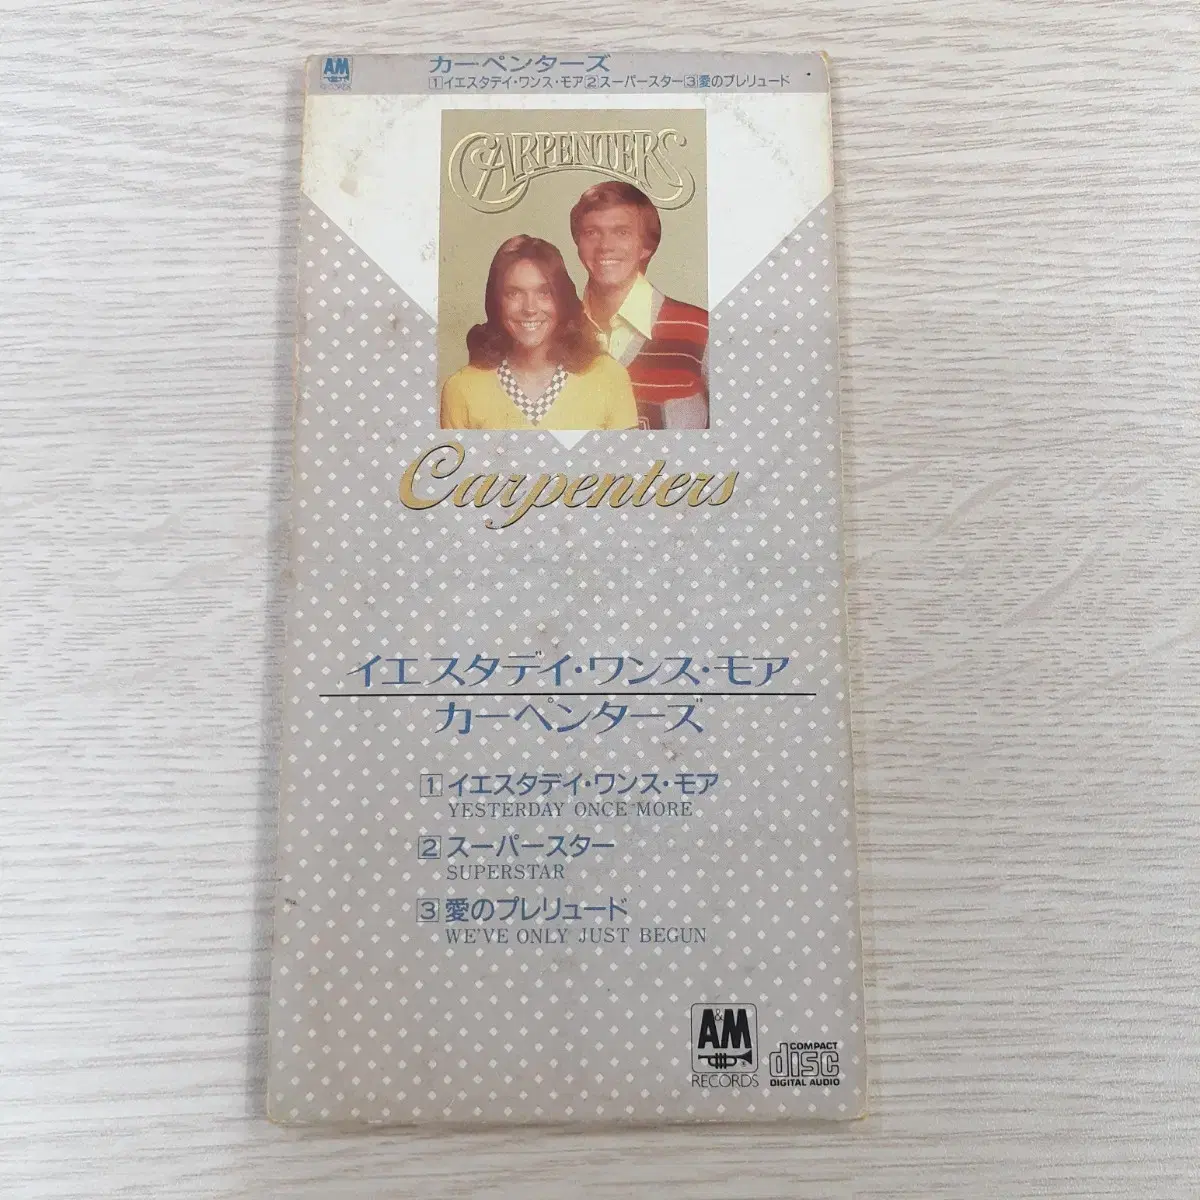 A&M
RECORDS
カーペンターズ
1イエスタデイ・ワンス・モア2スーパースター3愛のプレリュード
CARPENTERS
Carpenters
イエスタデイ・ワンス・モア
カーペンターズ
1 イエスタデイ・ワンス・モア
YESTERDAY ONCE MORE
2 スーパースター
SUPERSTAR
3 愛のプレリュード
WE'VE ONLY JUST BEGUN
A&M
RECORDS
COMPACT
disc
DIGITAL AUDIO